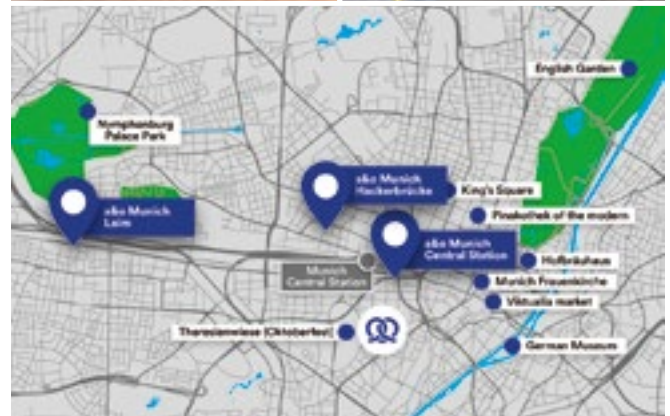 English Garden
Nymphenburg
Palace Park
a&o Munich
Hackerbrücke
King's Square
a&o Munich
Laim
Pinakothek of the modern
a&o Munich
Central Station
Hofbräuhaus
Munich
Central Station
Munich Frauenkirche
Viktualia market
Theresienwiese (Oktoberfest)
German Museum